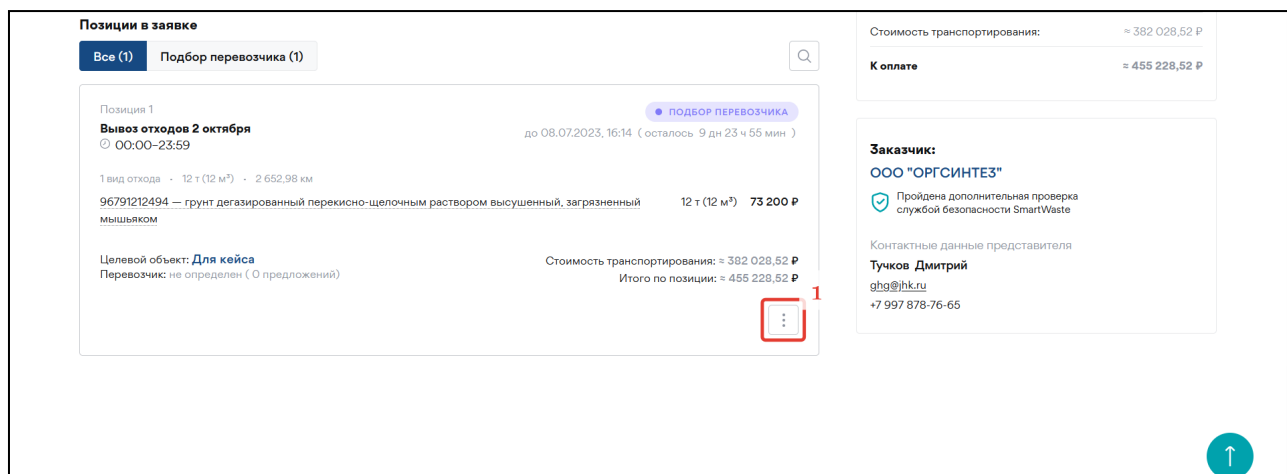 Позиции в заявке
Все (1)
Подбор перевозчика (1)
Позиция 1
ПОДБОР ПЕРЕВОЗЧИКА
Вывоз отходов 2 октября
до 08.07.2023, 16:14 ( осталось 9 дн 23 ч 55 мин )
00:00–23:59
1 вид отхода · 12 т (12 м³) · 2 652,98 км
96791212494 — грунт дегазированный перекисно-щелочным раствором высушенный, загрязненный
мышьяком
12 т (12 м³) 73 200 ₽
Целевой объект: Для кейса
Перевозчик: не определен ( 0 предложений)
Стоимость транспортирования: ≈ 382 028,52 ₽
Итого по позиции: ≈ 455 228,52 ₽
1
Стоимость транспортирования: ≈ 382 028,52 ₽
К оплате ≈ 455 228,52 ₽
Заказчик:
ООО "ОРГСИНТЕЗ"
Пройдена дополнительная проверка
службой безопасности SmartWaste
Контактные данные представителя
Тучков Дмитрий
ghg@jhk.ru
+7 997 878-76-65